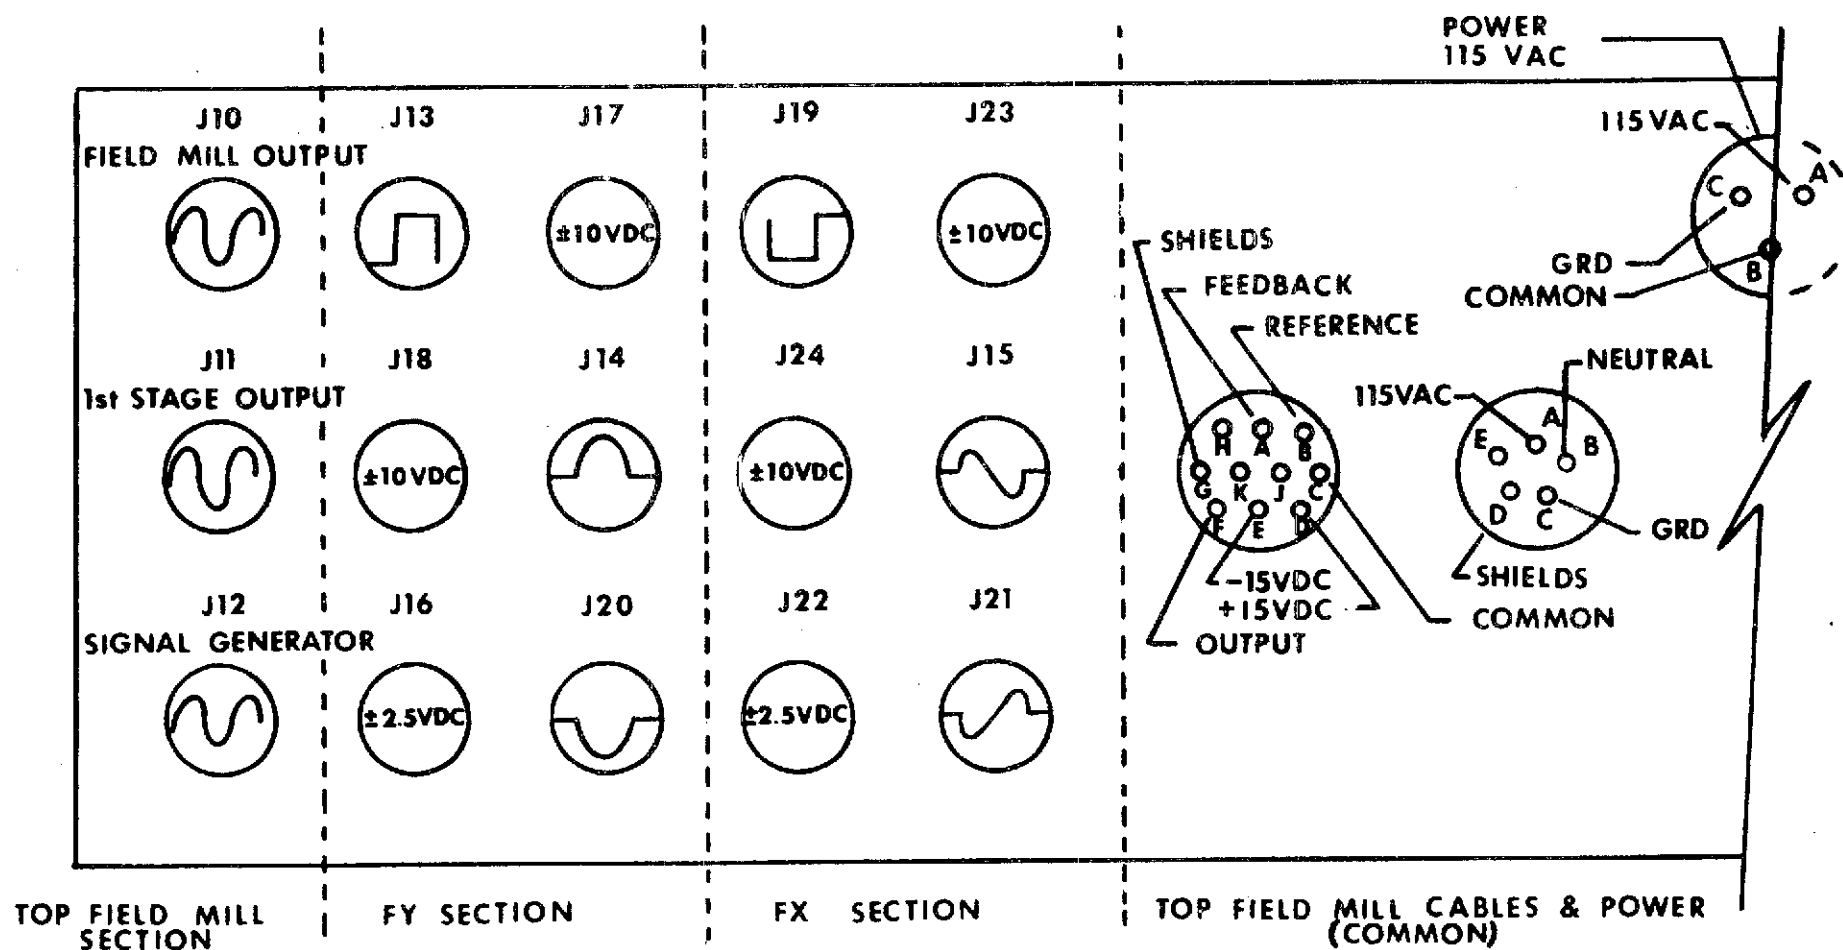 POWER
115 VAC
J10
J13
J17
J19
J23
115VAC
FIELD MILL OUTPUT
±10VDC
±10VDC
C
A
B
GRD
COMMON
SHIELDS
FEEDBACK
REFERENCE
J11
J18
J14
J24
J15
NEUTRAL
1st STAGE OUTPUT
115VAC
±10VDC
±10VDC
H
A
B
G
K
J
C
F
E
D
A
B
E
D
C
GRD
-15VDC
+15VDC
SHIELDS
COMMON
OUTPUT
J12
J16
J20
J22
J21
SIGNAL GENERATOR
±2.5VDC
±2.5VDC
TOP FIELD MILL
SECTION
FY SECTION
FX SECTION
TOP FIELD MILL CABLES & POWER
(COMMON)